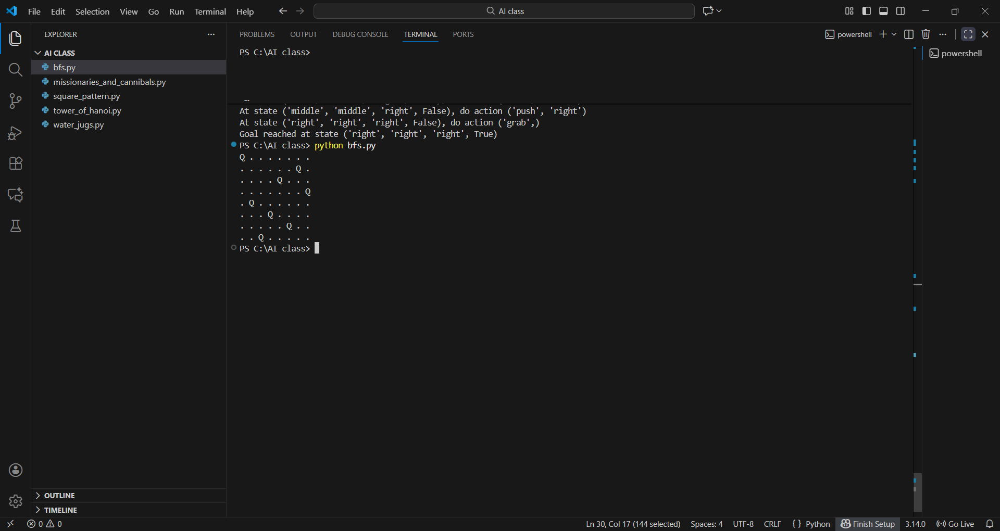 File Edit Selection View Go Run Terminal Help AI class
EXPLORER ...
AI CLASS
bfs.py
missionaries_and_cannibals.py
square_pattern.py
tower_of_hanoi.py
water_jugs.py
OUTLINE
TIMELINE
PROBLEMS OUTPUT DEBUG CONSOLE TERMINAL PORTS powershell
powershell
PS C:\AI class>
...
At state ('middle', 'middle', 'right', False), do action ('push', 'right')
At state ('right', 'right', 'right', False), do action ('grab',)
Goal reached at state ('right', 'right', 'right', True)
PS C:\AI class> python bfs.py
Q . . . . . . .
. . . . . . Q .
. . . . Q . . .
. . . . . . . Q
. Q . . . . . .
. . . Q . . . .
. . . . . Q . .
. . Q . . . . .
PS C:\AI class>
0 0 Ln 30, Col 17 (144 selected) Spaces: 4 UTF-8 CRLF { } Python Finish Setup 3.14.0 Go Live